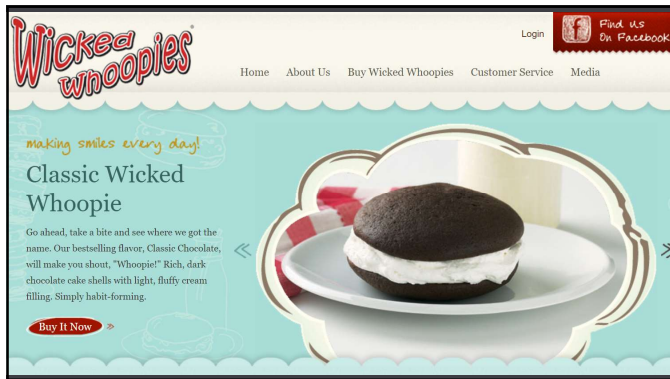 Wicked
Whoopies
Login
Find Us
On Facebook
Home About Us Buy Wicked Whoopies Customer Service Media
making smiles every day!
Classic Wicked
Whoopie
Go ahead, take a bite and see where we got the
name. Our bestselling flavor, Classic Chocolate,
will make you shout, "Whoopie!" Rich, dark
chocolate cake shells with light, fluffy cream
filling. Simply habit-forming.
Buy It Now